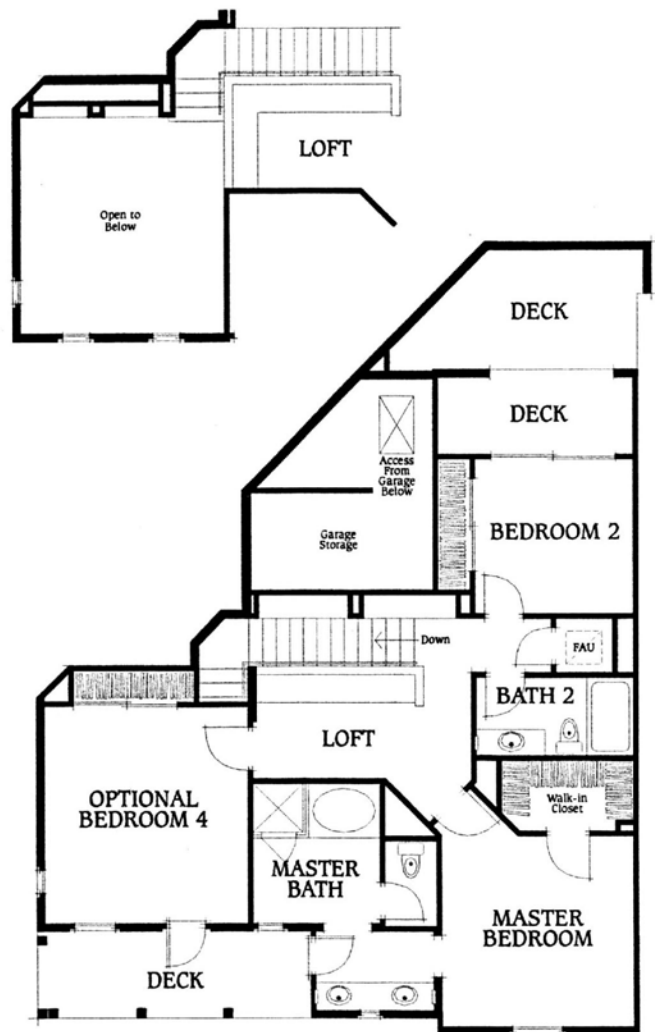 LOFT
Open to
Below
DECK
DECK
Access
From
Garage
Below
Garage
Storage
BEDROOM 2
Down
FAU
BATH 2
LOFT
OPTIONAL
BEDROOM 4
Walk-in
Closet
MASTER
BATH
MASTER
BEDROOM
DECK